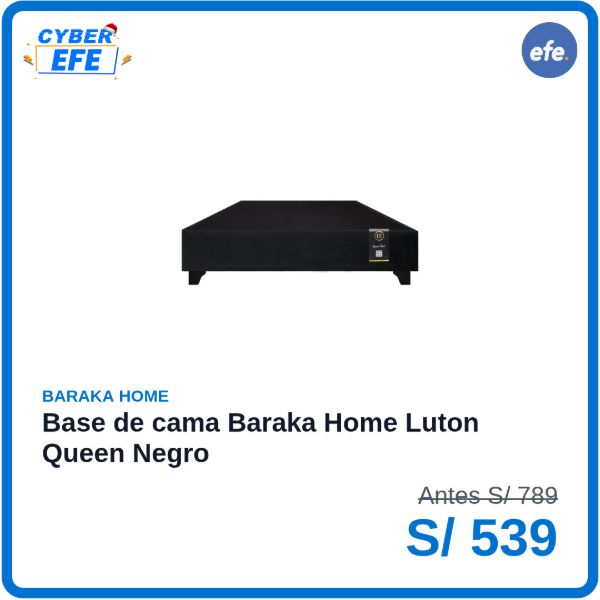 CYBER
EFE
efe.
BARAKA HOME
Base de cama Baraka Home Luton
Queen Negro
Antes S/ 789
S/ 539